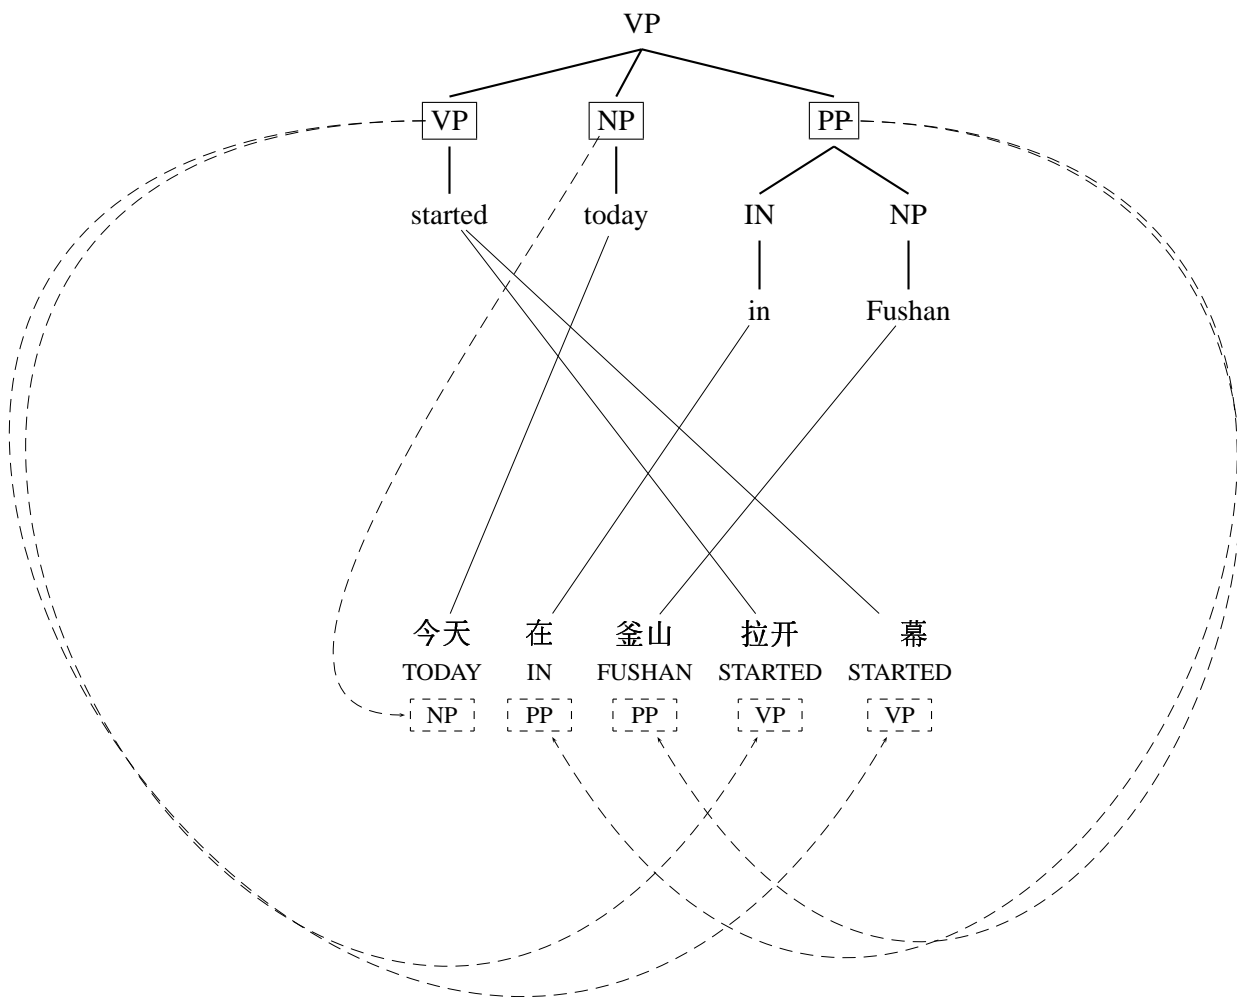 VP
VP NP PP
started today IN NP
in Fushan
今天 在 釜山 拉开 幕
TODAY IN FUSHAN STARTED STARTED
NP PP PP VP VP